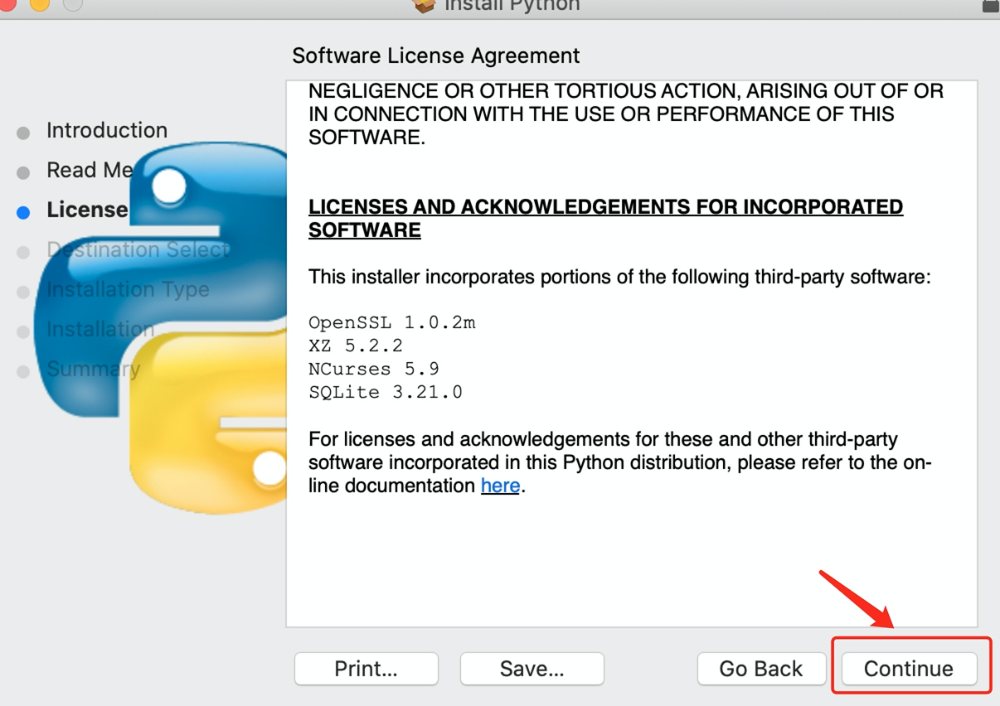 Install Python
Software License Agreement
Introduction
Read Me
License
Destination Select
Installation Type
Installation
Summary
NEGLIGENCE OR OTHER TORTIOUS ACTION, ARISING OUT OF OR
IN CONNECTION WITH THE USE OR PERFORMANCE OF THIS
SOFTWARE.
LICENSES AND ACKNOWLEDGEMENTS FOR INCORPORATED
SOFTWARE
This installer incorporates portions of the following third-party software:
OpenSSL 1.0.2m
XZ 5.2.2
NCurses 5.9
SQLite 3.21.0
For licenses and acknowledgements for these and other third-party
software incorporated in this Python distribution, please refer to the on-
line documentation here.
Print...
Save...
Go Back
Continue